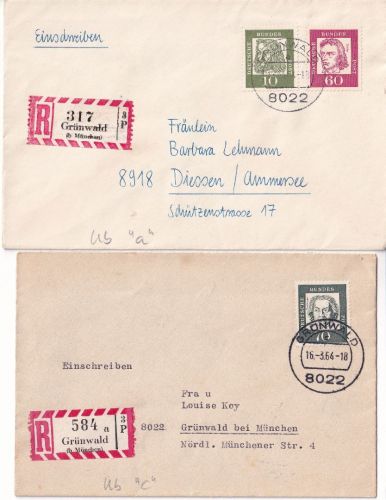 Einschreiben
DEUTSCHE BUNDESPOST
10
DEUTSCHE BUNDESPOST
60
8022
R
317
Grünwald
(b München)
3
P
Fräulein
Barbara Lehmann
8918 Diessen/Ammersee
Schützenstrasse 17
Ub "a"
DEUTSCHE BUNDESPOST
70
GRÜNWALD
16.-3.64-18
8022
Einschreiben
Frau
Louise Key
8022 Grünwald bei München
Nördl. Münchener Str. 4
R
584 a
Grünwald
(b. München)
3
P
Ub "c"